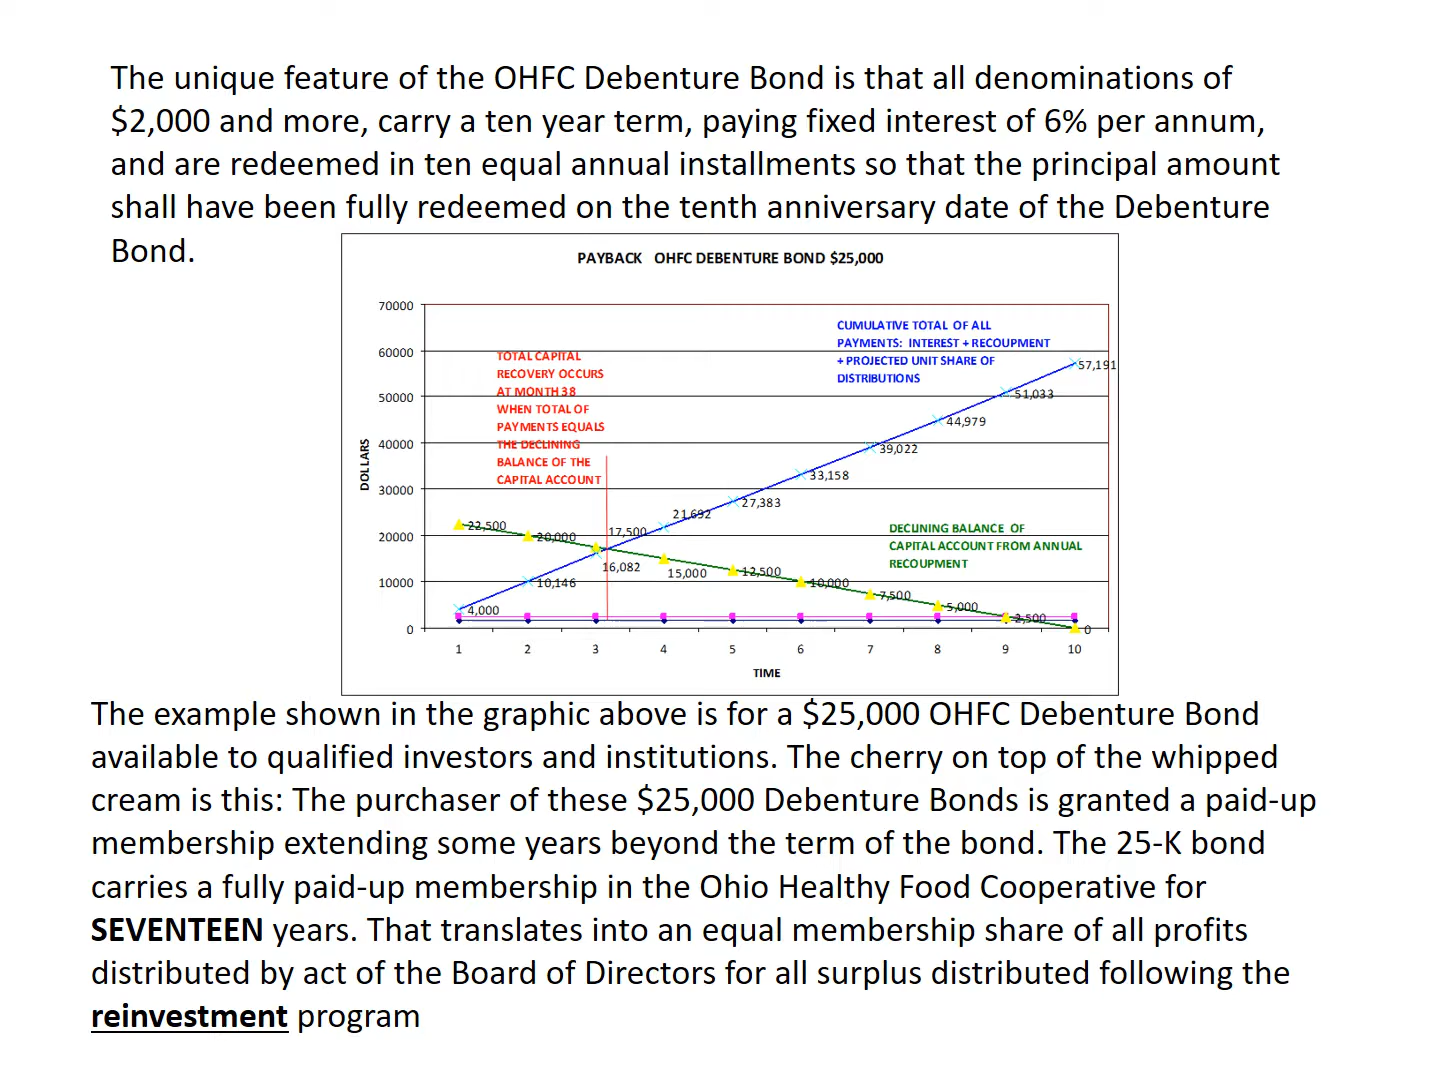 The unique feature of the OHFC Debenture Bond is that all denominations of
$2,000 and more, carry a ten year term, paying fixed interest of 6% per annum,
and are redeemed in ten equal annual installments so that the principal amount
shall have been fully redeemed on the tenth anniversary date of the Debenture
Bond.
PAYBACK OHFC DEBENTURE BOND $25,000
70000
60000
50000
40000
30000
20000
10000
0
DOLLARS
TOTAL CAPITAL
RECOVERY OCCURS
AT MONTH 38
WHEN TOTAL OF
PAYMENTS EQUALS
THE DECLINING
BALANCE OF THE
CAPITAL ACCOUNT
CUMULATIVE TOTAL OF ALL
PAYMENTS: INTEREST + RECOUPMENT
+ PROJECTED UNIT SHARE OF
DISTRIBUTIONS
57,191
51,033
44,979
39,022
33,158
27,383
21,692
16,082
10,146
4,000
22,500
20,000
17,500
15,000
12,500
10,000
7,500
5,000
2,500
0
DECLINING BALANCE OF
CAPITAL ACCOUNT FROM ANNUAL
RECOUPMENT
1 2 3 4 5 6 7 8 9 10
TIME
The example shown in the graphic above is for a $25,000 OHFC Debenture Bond
available to qualified investors and institutions. The cherry on top of the whipped
cream is this: The purchaser of these $25,000 Debenture Bonds is granted a paid-up
membership extending some years beyond the term of the bond. The 25-K bond
carries a fully paid-up membership in the Ohio Healthy Food Cooperative for
SEVENTEEN years. That translates into an equal membership share of all profits
distributed by act of the Board of Directors for all surplus distributed following the
reinvestment program